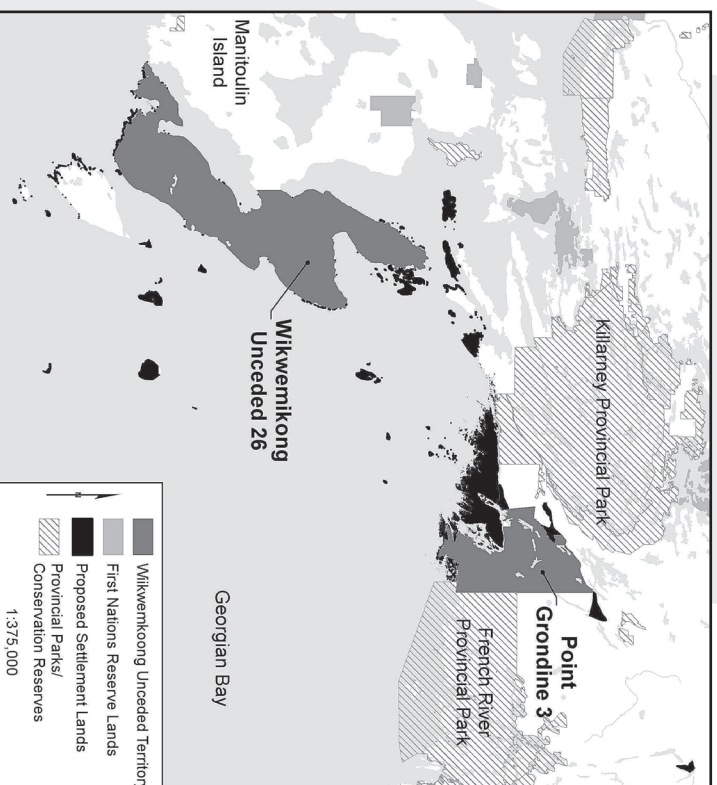 Killarney Provincial Park
Manitoulin
Island
Point
Grondine 3
French River
Provincial Park
Wikwemikong
Unceded 26
Georgian Bay
N
Wiikwemkoong Unceded Territory
First Nations Reserve Lands
Proposed Settlement Lands
Provincial Parks/
Conservation Reserves
1:375,000